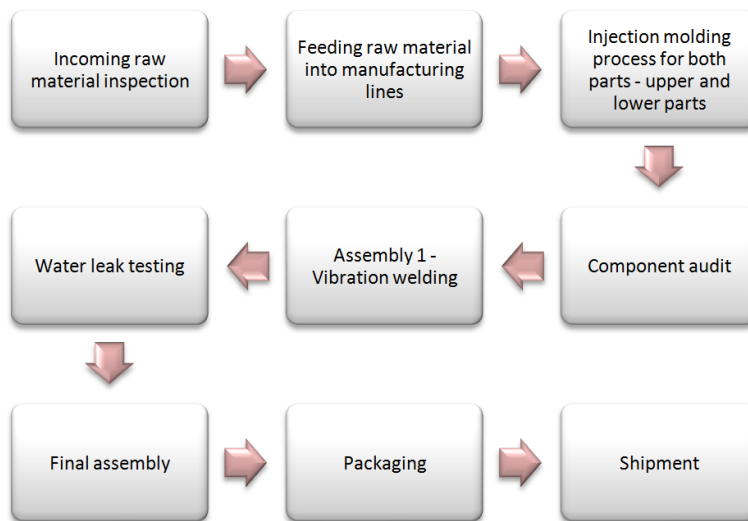 Incoming raw
material inspection
Feeding raw material
into manufacturing
lines
Injection molding
process for both
parts - upper and
lower parts
Component audit
Assembly 1 -
Vibration welding
Water leak testing
Final assembly
Packaging
Shipment